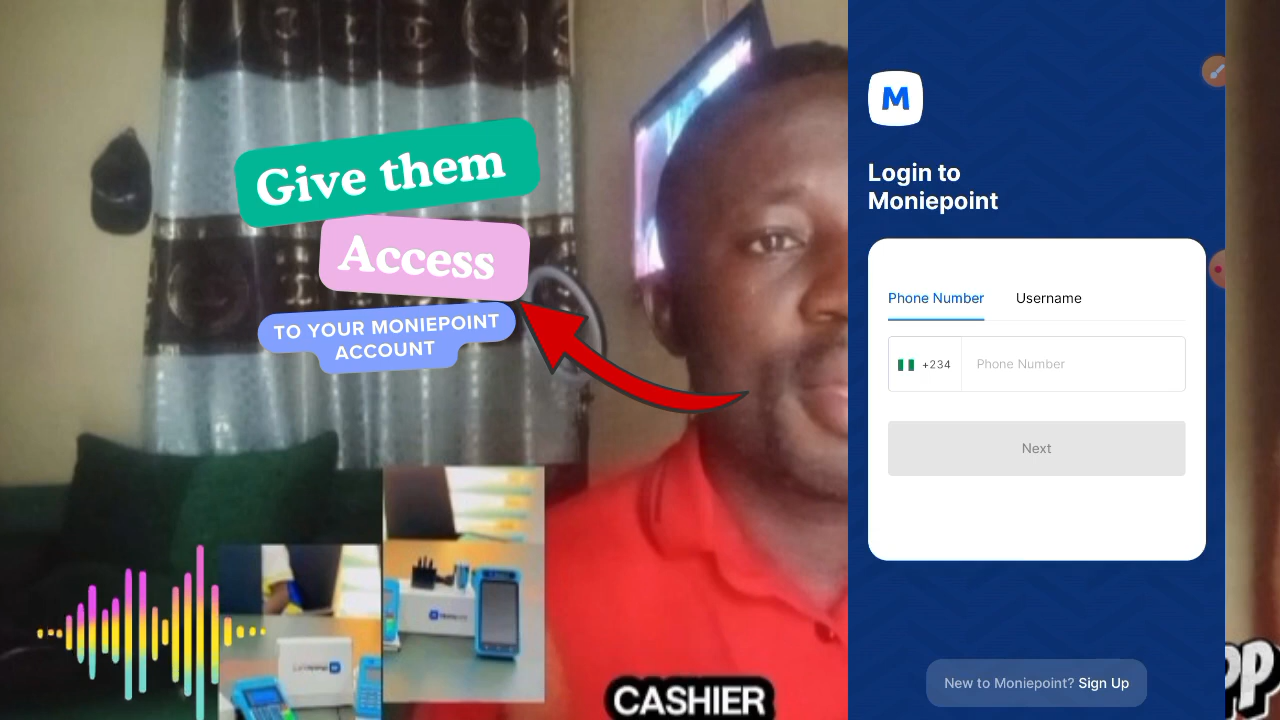 Give them
Access
TO YOUR MONIEPOINT
ACCOUNT
CASHIER
M
Login to
Moniepoint
Phone Number Username
+234 Phone Number
Next
New to Moniepoint? Sign Up